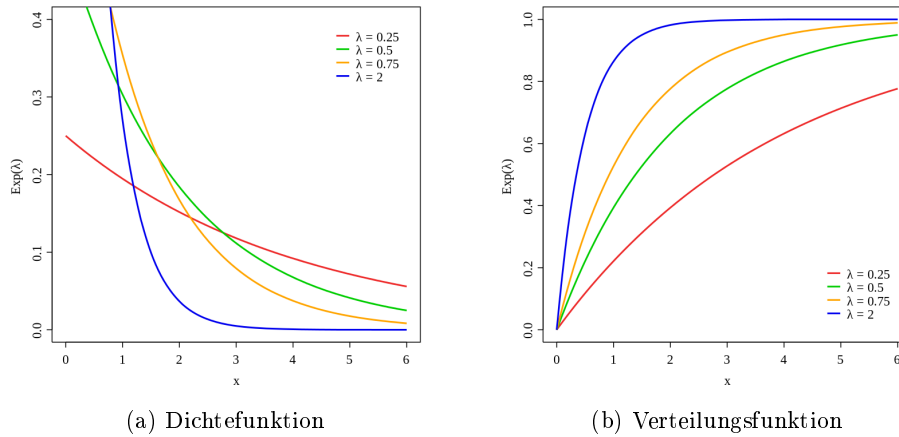 Exp(λ)
0.0
0.1
0.2
0.3
0.4
λ = 0.25
λ = 0.5
λ = 0.75
λ = 2
0 1 2 3 4 5 6
x
(a) Dichtefunktion
Exp(λ)
0.0
0.2
0.4
0.6
0.8
1.0
λ = 0.25
λ = 0.5
λ = 0.75
λ = 2
0 1 2 3 4 5 6
x
(b) Verteilungsfunktion